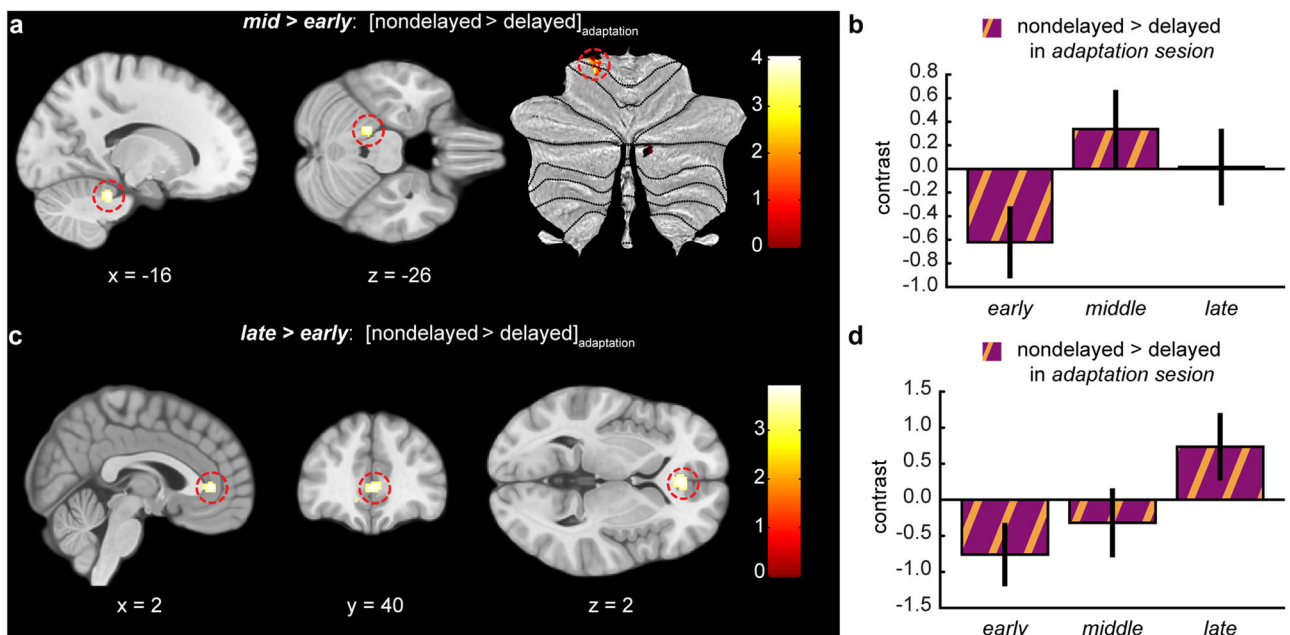 a
mid > early: [nondelayed > delayed]adaptation
4
3
2
1
0
x = -16
z = -26
b
nondelayed > delayed
in adaptation sesion
contrast
0.8
0.6
0.4
0.2
0.0
-0.2
-0.4
-0.6
-0.8
-1.0
early
middle
late
c
late > early: [nondelayed > delayed]adaptation
3
2
1
0
x = 2
y = 40
z = 2
d
nondelayed > delayed
in adaptation sesion
contrast
1.5
1.0
0.5
0.0
-0.5
-1.0
-1.5
early
middle
late